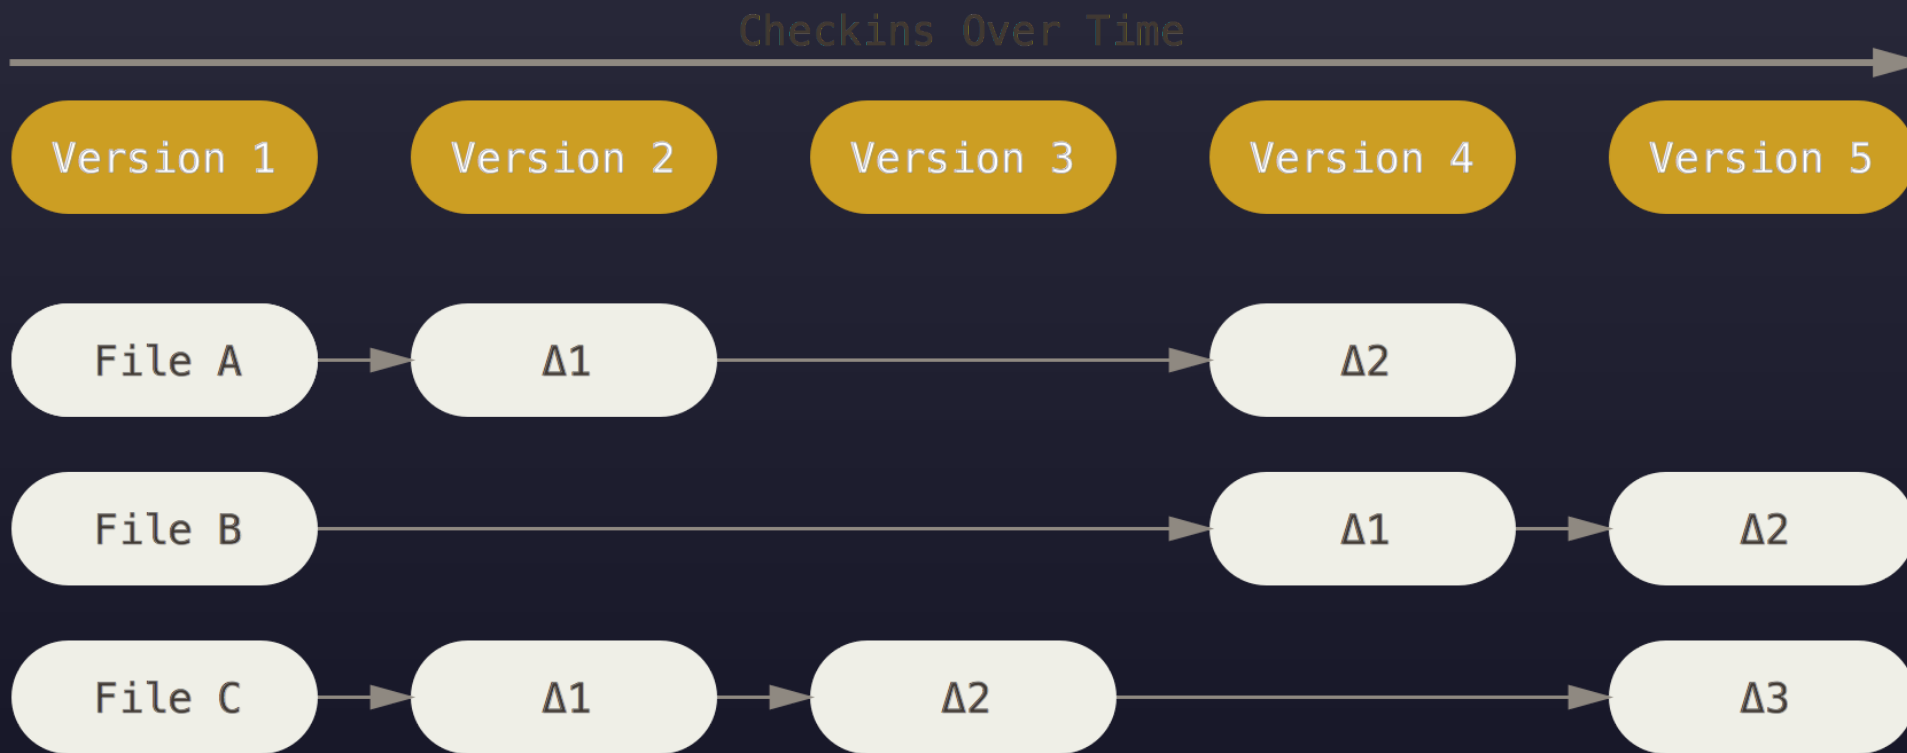 Checkins Over Time
Version 1 Version 2 Version 3 Version 4 Version 5
File A Δ1 Δ2
File B Δ1 Δ2
File C Δ1 Δ2 Δ3